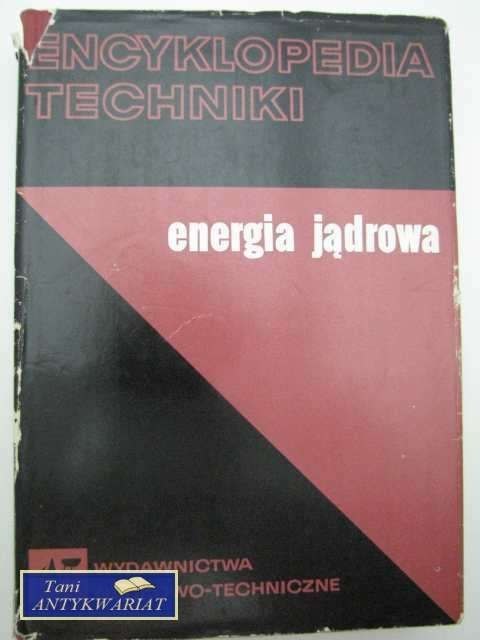 ENCYKLOPEDIA
TECHNIKI
energia jądrowa
WYDAWNICTWA
WO-TECHNICZNE
Tani
ANTYKWARIAT